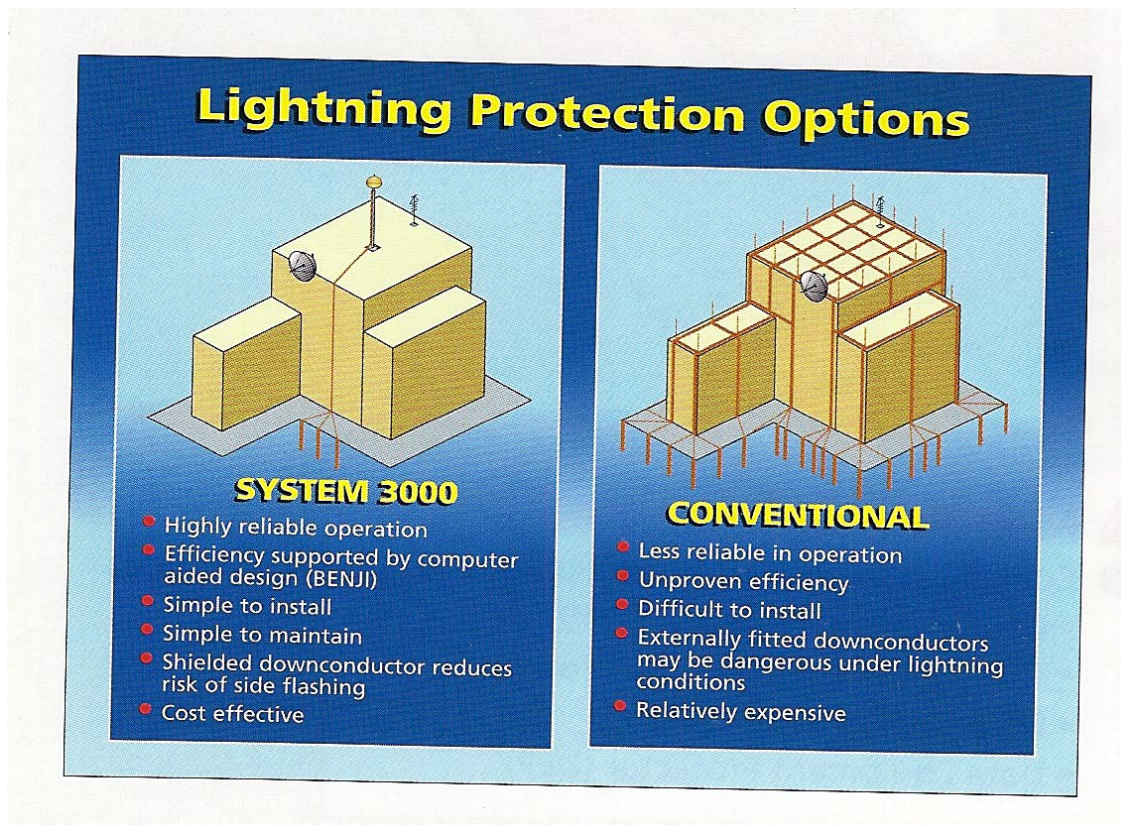 Lightning Protection Options
SYSTEM 3000
• Highly reliable operation
• Efficiency supported by computer
aided design (BENJI)
• Simple to install
• Simple to maintain
• Shielded downconductor reduces
risk of side flashing
• Cost effective
CONVENTIONAL
• Less reliable in operation
• Unproven efficiency
• Difficult to install
• Externally fitted downconductors
may be dangerous under lightning
conditions
• Relatively expensive